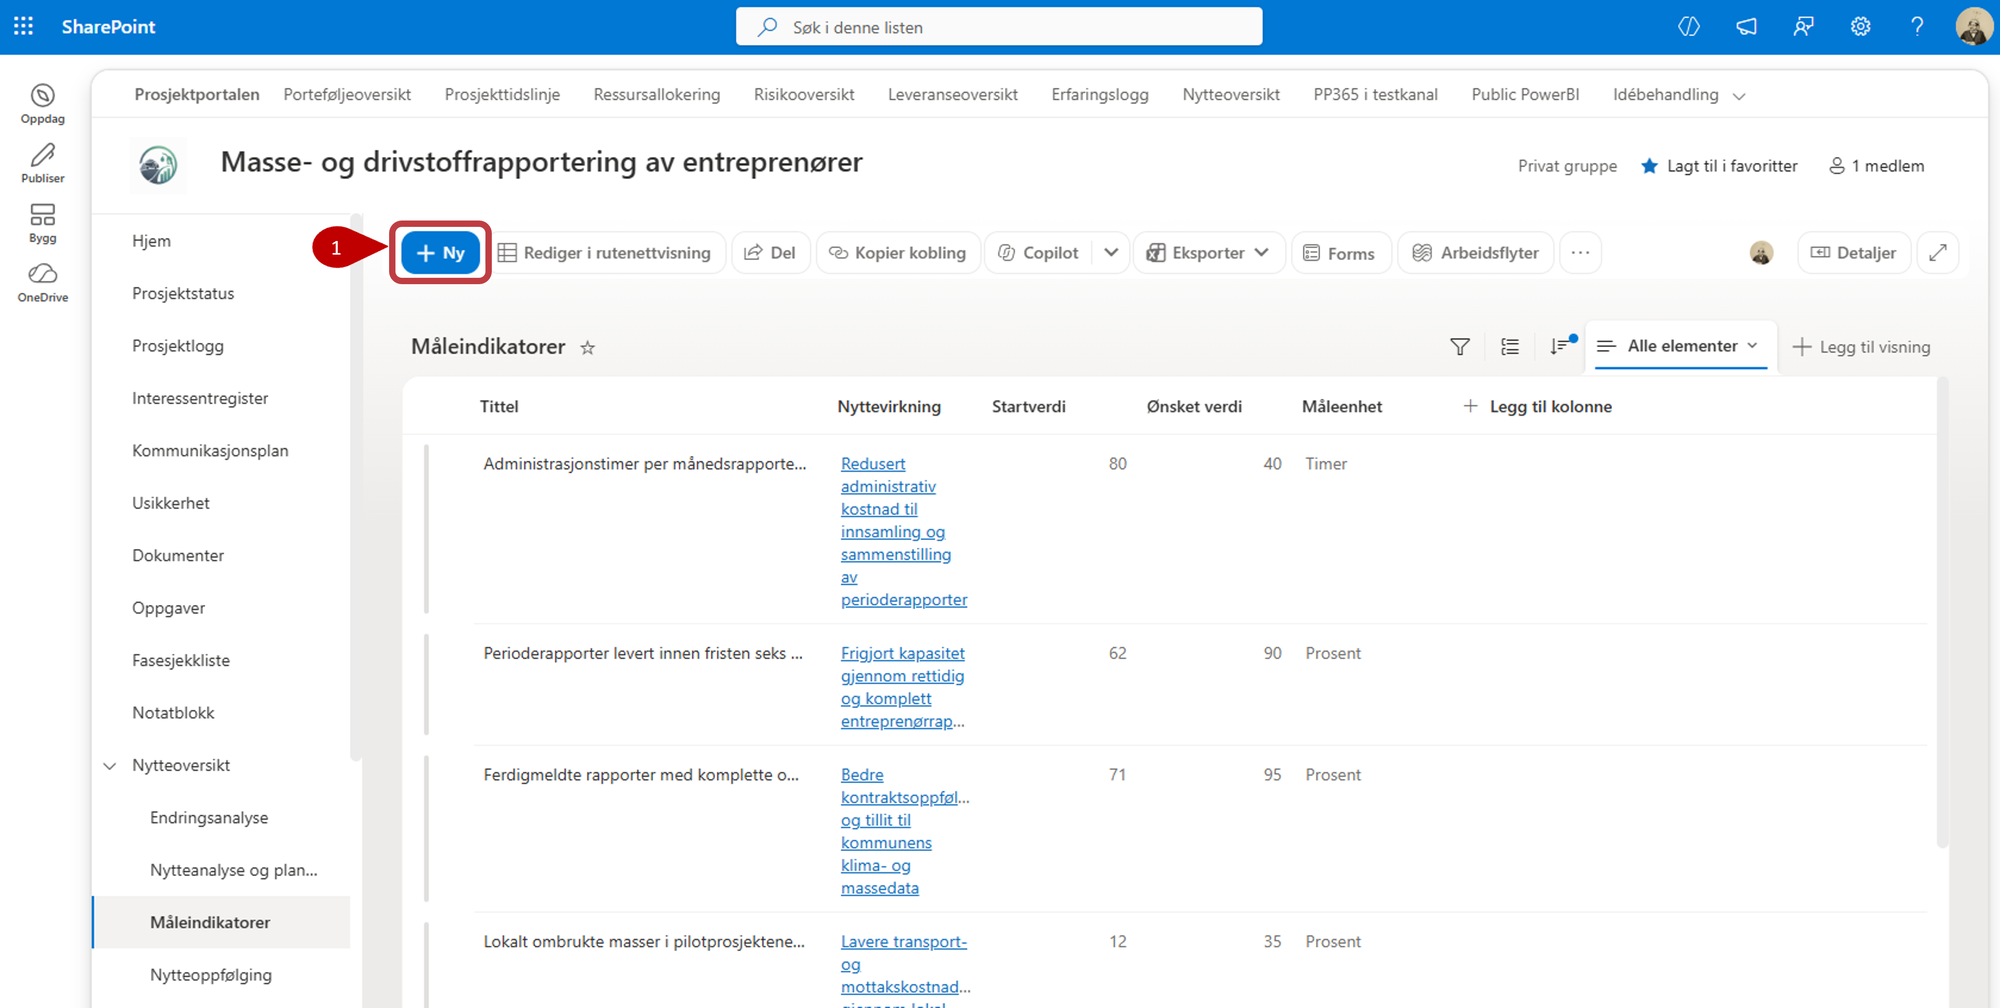 SharePoint
Søk i denne listen
Oppdag
Publiser
Bygg
OneDrive
Prosjektportalen Porteføljeoversikt Prosjekttidslinje Ressursallokering Risikooversikt Leveranseoversikt Erfaringslogg Nytteoversikt PP365 i testkanal Public PowerBI Idébehandling
Masse- og drivstoffrapportering av entreprenører
Privat gruppe Lagt til i favoritter 1 medlem
Hjem
Prosjektstatus
Prosjektlogg
Interessentregister
Kommunikasjonsplan
Usikkerhet
Dokumenter
Oppgaver
Fasesjekkliste
Notatblokk
Nytteoversikt
Endringsanalyse
Nytteanalyse og plan...
Måleindikatorer
Nytteoppfølging
1
+ Ny Rediger i rutenettvisning Del Kopier kobling Copilot Eksporter Forms Arbeidsflyter ... Detaljer
Måleindikatorer
Alle elementer + Legg til visning
Tittel Nyttevirkning Startverdi Ønsket verdi Måleenhet + Legg til kolonne
Administrasjonstimer per månedsrapporte... Redusert 80 40 Timer
administrativ
kostnad til
innsamling og
sammenstilling
av
perioderapporter
Perioderapporter levert innen fristen seks ... Frigjort kapasitet 62 90 Prosent
gjennom rettidig
og komplett
entreprenørrap...
Ferdigmeldte rapporter med komplette o... Bedre 71 95 Prosent
kontraktsoppføl...
og tillit til
kommunens
klima- og
massedata
Lokalt ombrukte masser i pilotprosjektene... Lavere transport- 12 35 Prosent
og
mottakskostnad...
gjennom lokal